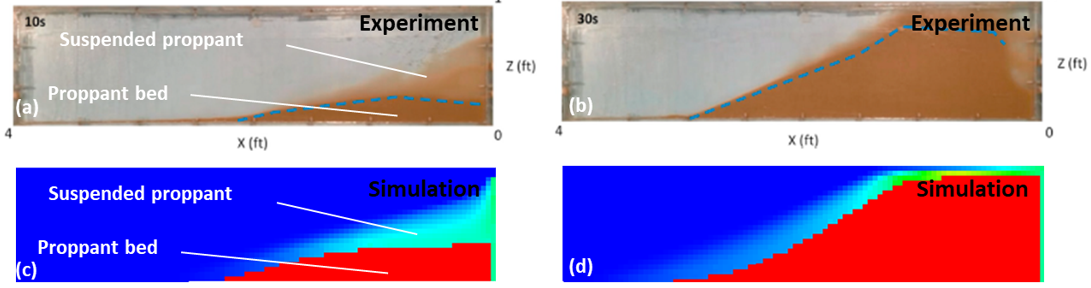 10s
Experiment
Suspended proppant
Z (ft)
Proppant bed
(a)
4
0
X (ft)
30s
Experiment
Z (ft)
(b)
4
0
X (ft)
Suspended proppant
Simulation
Proppant bed
(c)
Simulation
(d)